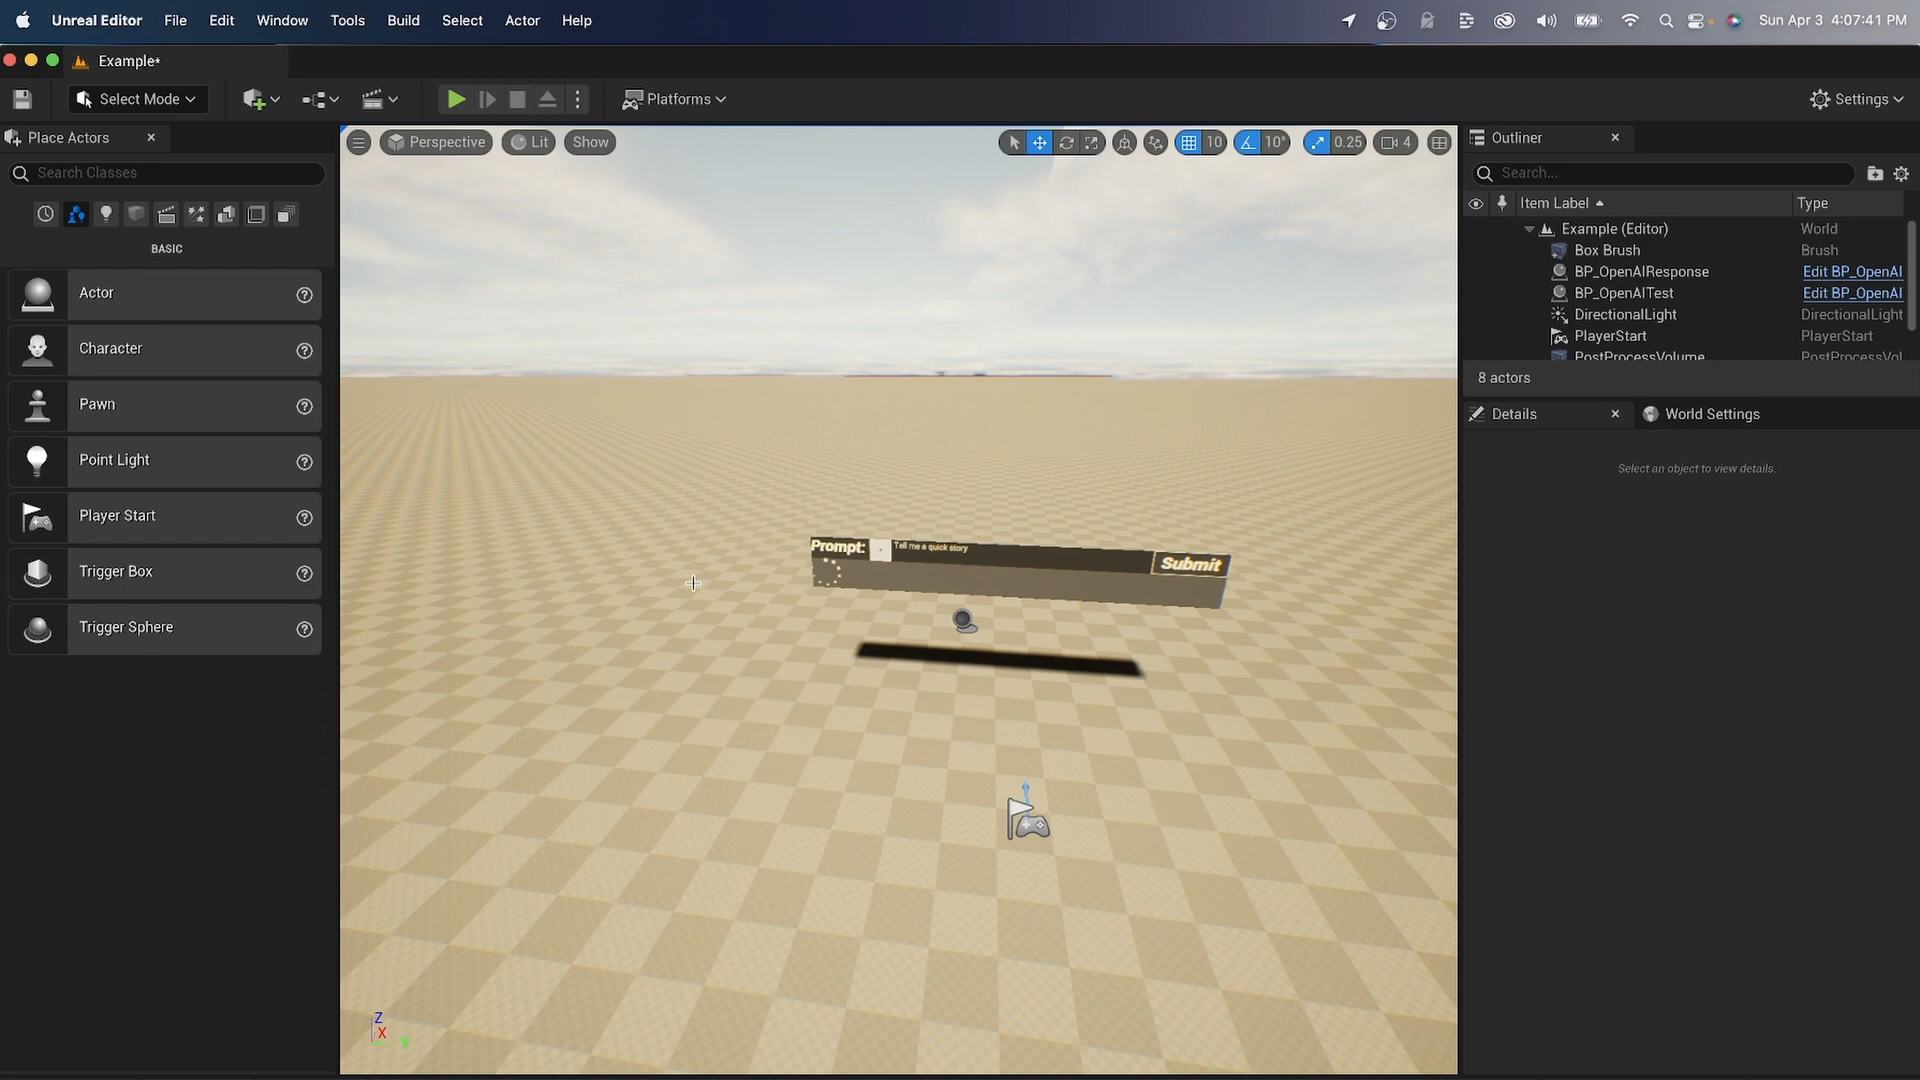 Unreal Editor File Edit Window Tools Build Select Actor Help Sun Apr 3 4:07:41 PM
Example*
Select Mode Platforms Settings
Place Actors
Search Classes
BASIC
Actor
Character
Pawn
Point Light
Player Start
Trigger Box
Trigger Sphere
Perspective Lit Show 10 10° 0.25 4
Prompt: Tell me a quick story Submit
Z
X
Outliner
Search...
Item Label Type
Example (Editor) World
Box Brush Brush
BP_OpenAIResponse Edit BP_OpenAI
BP_OpenAITest Edit BP_OpenAI
DirectionalLight DirectionalLight
PlayerStart PlayerStart
PostProcessVolume PostProcessVol
8 actors
Details World Settings
Select an object to view details.